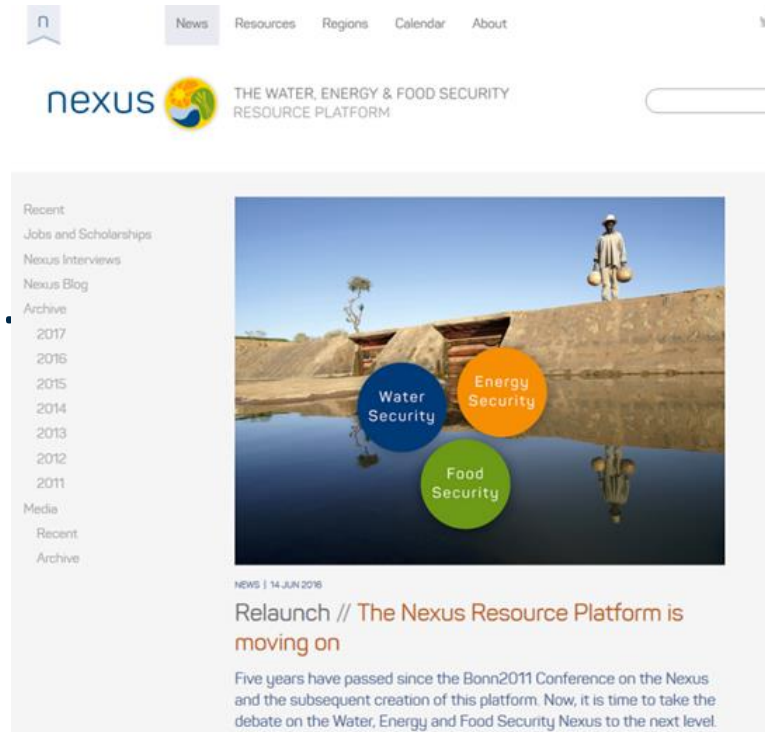 n
News Resources Regions Calendar About
nexus
THE WATER, ENERGY & FOOD SECURITY
RESOURCE PLATFORM
Recent
Jobs and Scholarships
Nexus Interviews
Nexus Blog
Archive
2017
2016
2015
2014
2013
2012
2011
Media
Recent
Archive
Water
Security
Energy
Security
Food
Security
NEWS | 14 JUN 2016
Relaunch // The Nexus Resource Platform is
moving on
Five years have passed since the Bonn2011 Conference on the Nexus
and the subsequent creation of this platform. Now, it is time to take the
debate on the Water, Energy and Food Security Nexus to the next level.